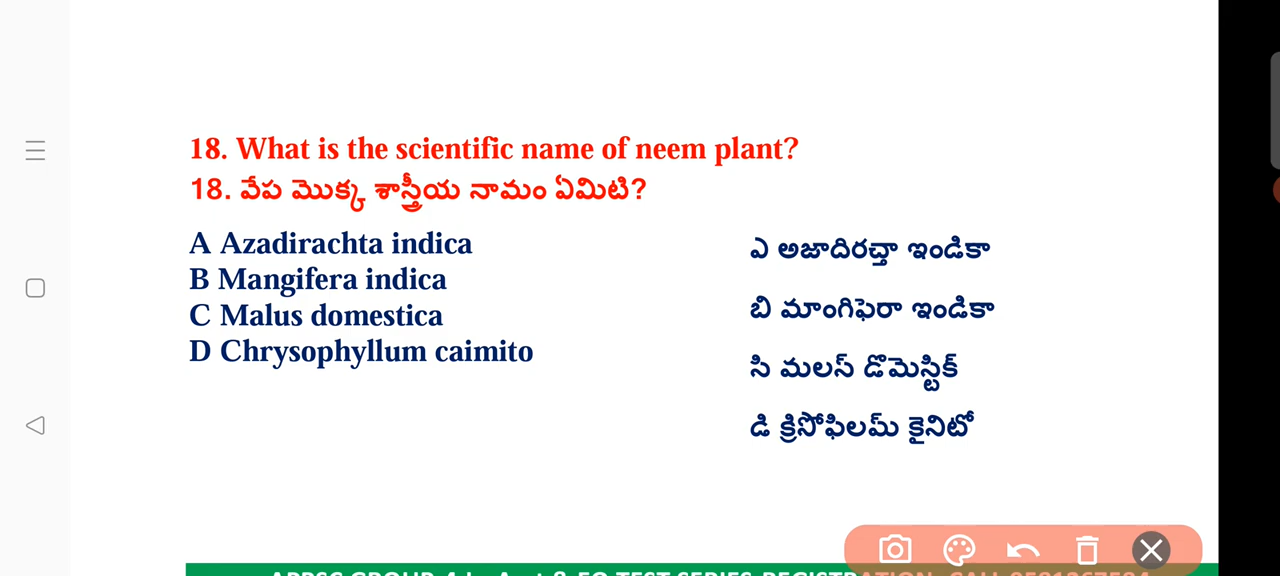 18. What is the scientific name of neem plant?
18. వేప మొక్క శాస్త్రీయ నామం ఏమిటి?
A Azadirachta indica
B Mangifera indica
C Malus domestica
D Chrysophyllum caimito
ఎ అజాదిరచ్తా ఇండికా
బి మాంగిఫెరా ఇండికా
సి మలస్ డొమెస్టిక్
డి క్రిసోఫిలమ్ కైనిటో